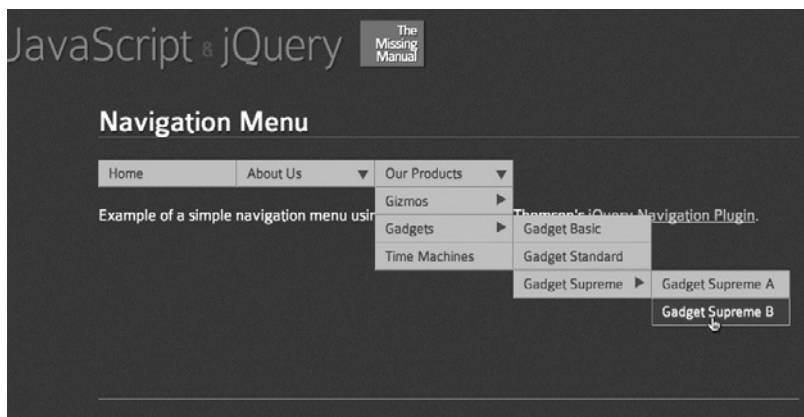 JavaScript & jQuery The Missing Manual
Navigation Menu
Home About Us Our Products
Gizmos
Example of a simple navigation menu usin Thomson's jQuery Navigation Plugin.
Gadgets Gadget Basic
Time Machines Gadget Standard
Gadget Supreme Gadget Supreme A
Gadget Supreme B